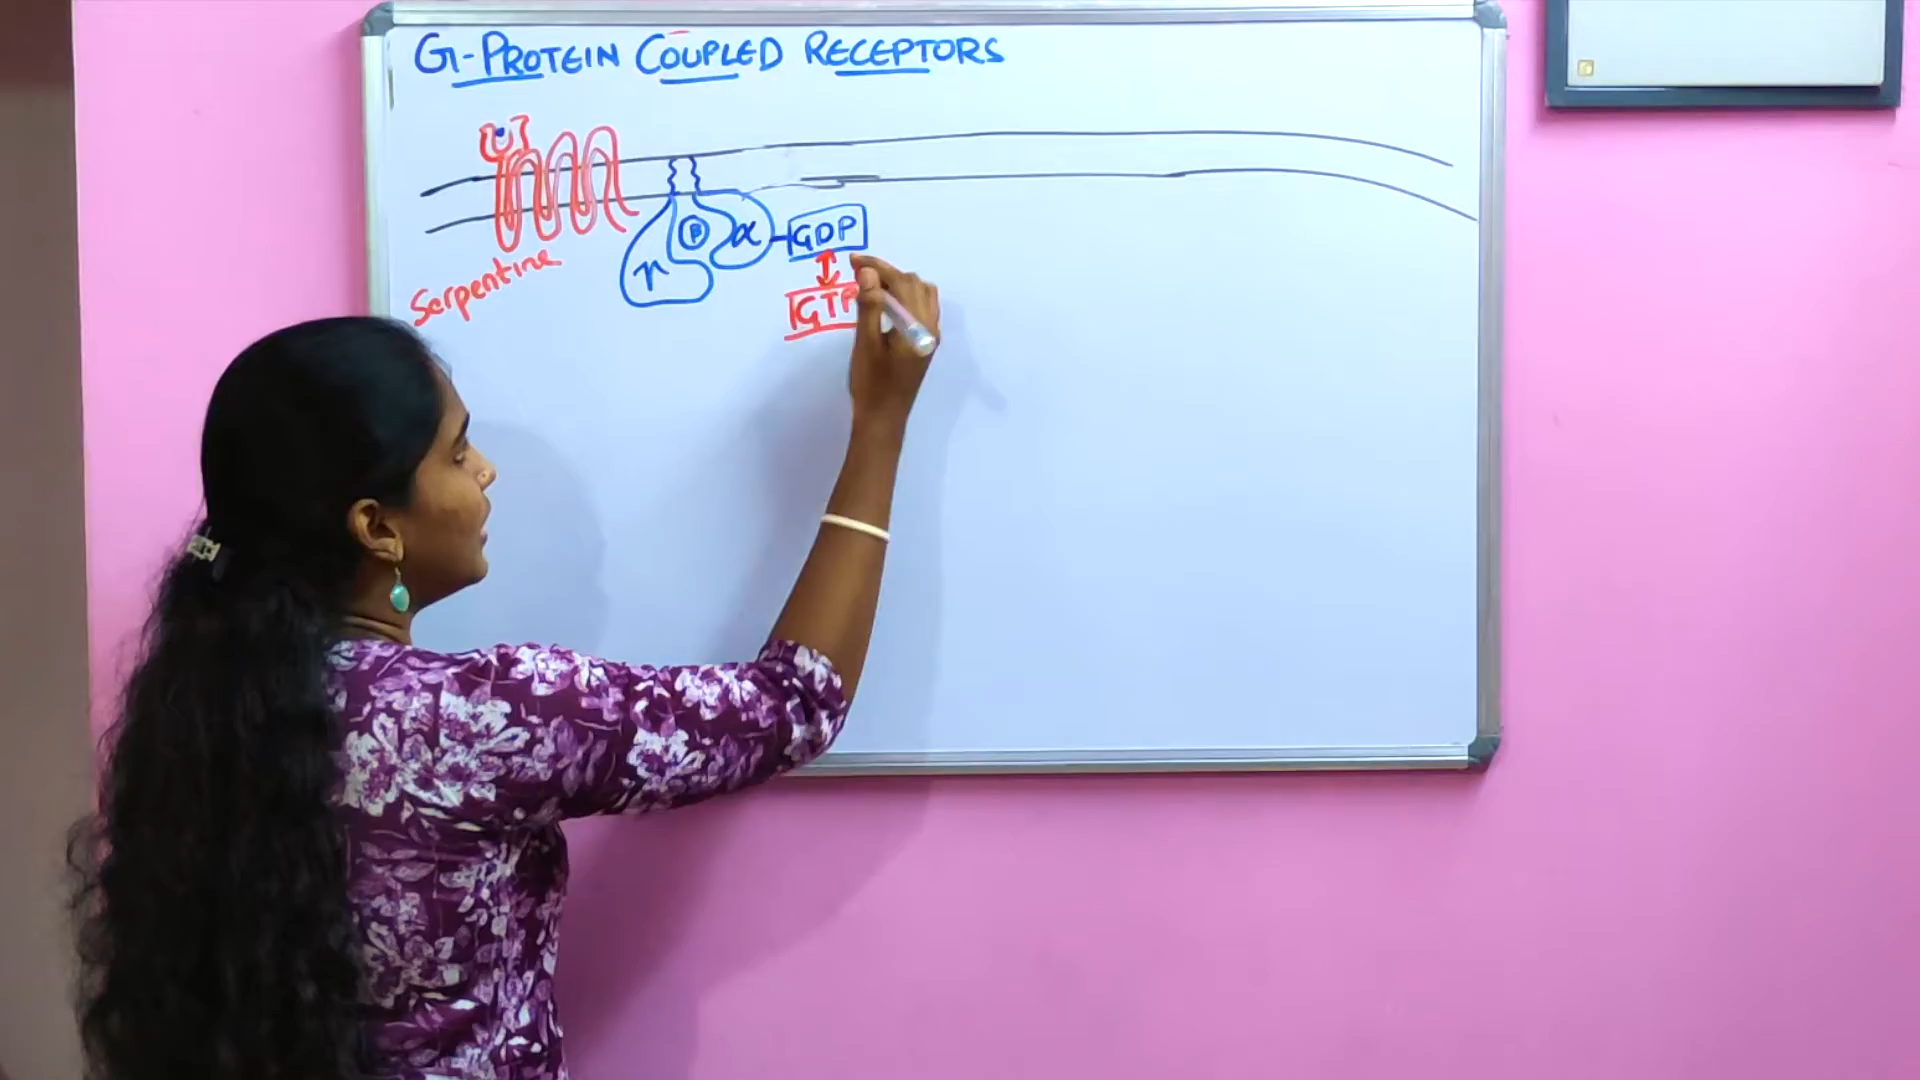 G-PROTEIN COUPLED RECEPTORS
β
α
GDP
γ
GTP
Serpentine